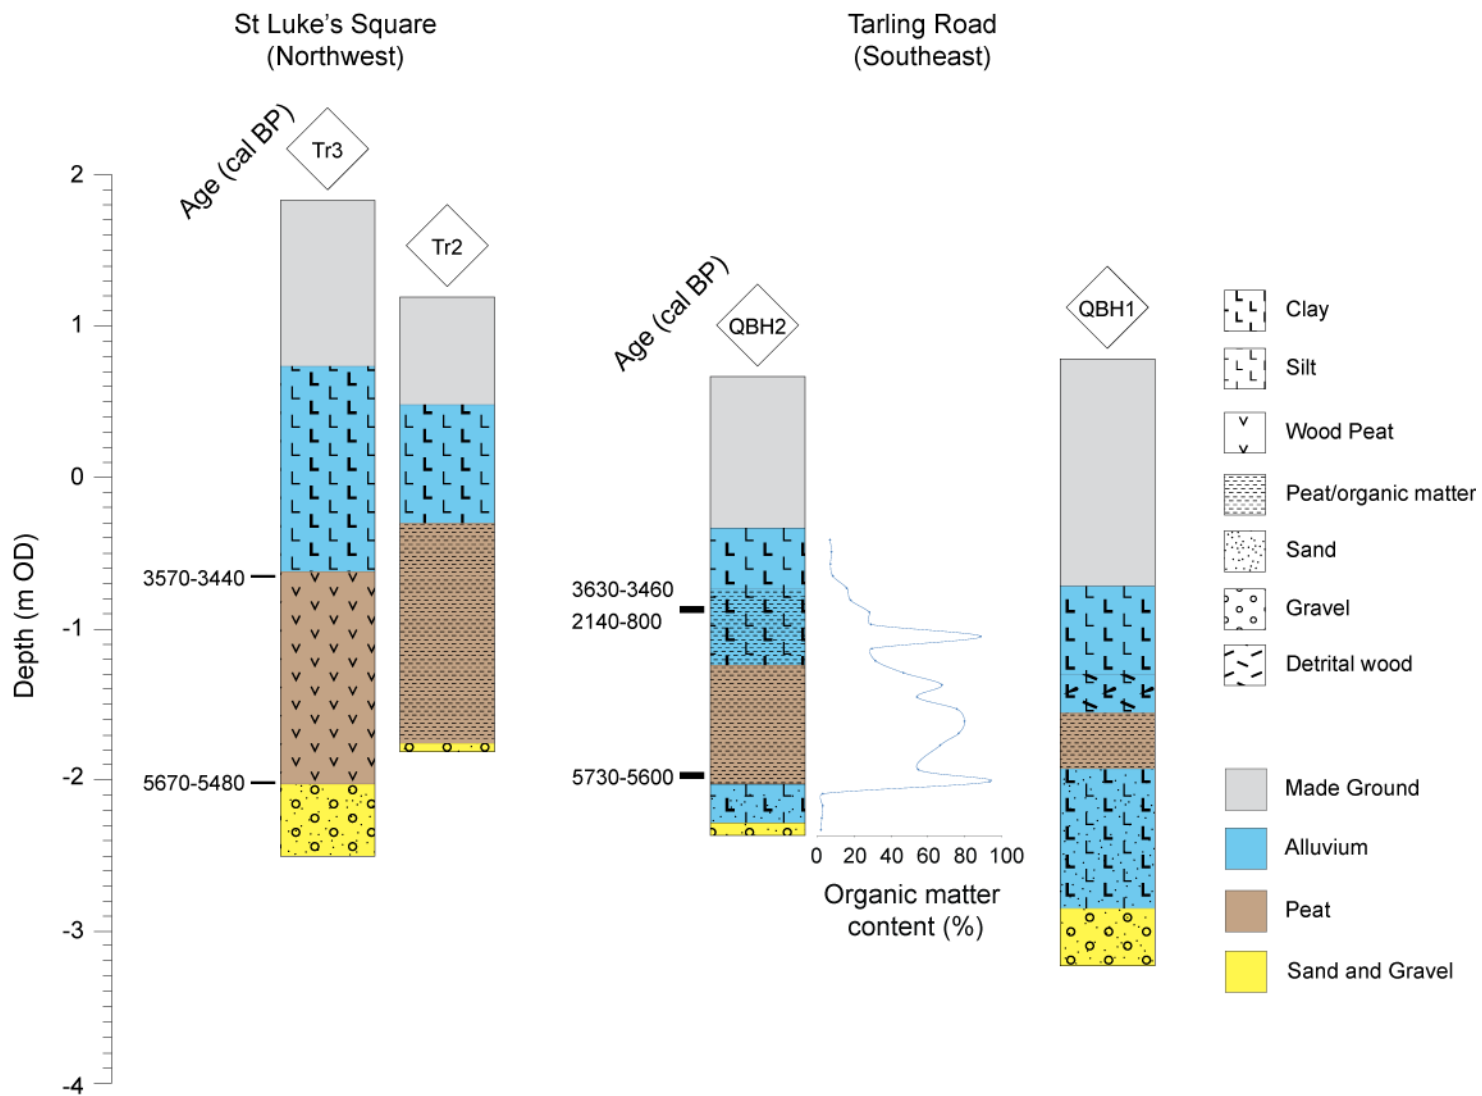 St Luke's Square
(Northwest)
Tarling Road
(Southeast)
Age (cal BP)
Tr3
Tr2
Age (cal BP)
QBH2
QBH1
Depth (m OD)
2
1
0
-1
-2
-3
-4
3570-3440
5670-5480
3630-3460
2140-800
5730-5600
0 20 40 60 80 100
Organic matter
content (%)
Clay
Silt
Wood Peat
Peat/organic matter
Sand
Gravel
Detrital wood
Made Ground
Alluvium
Peat
Sand and Gravel